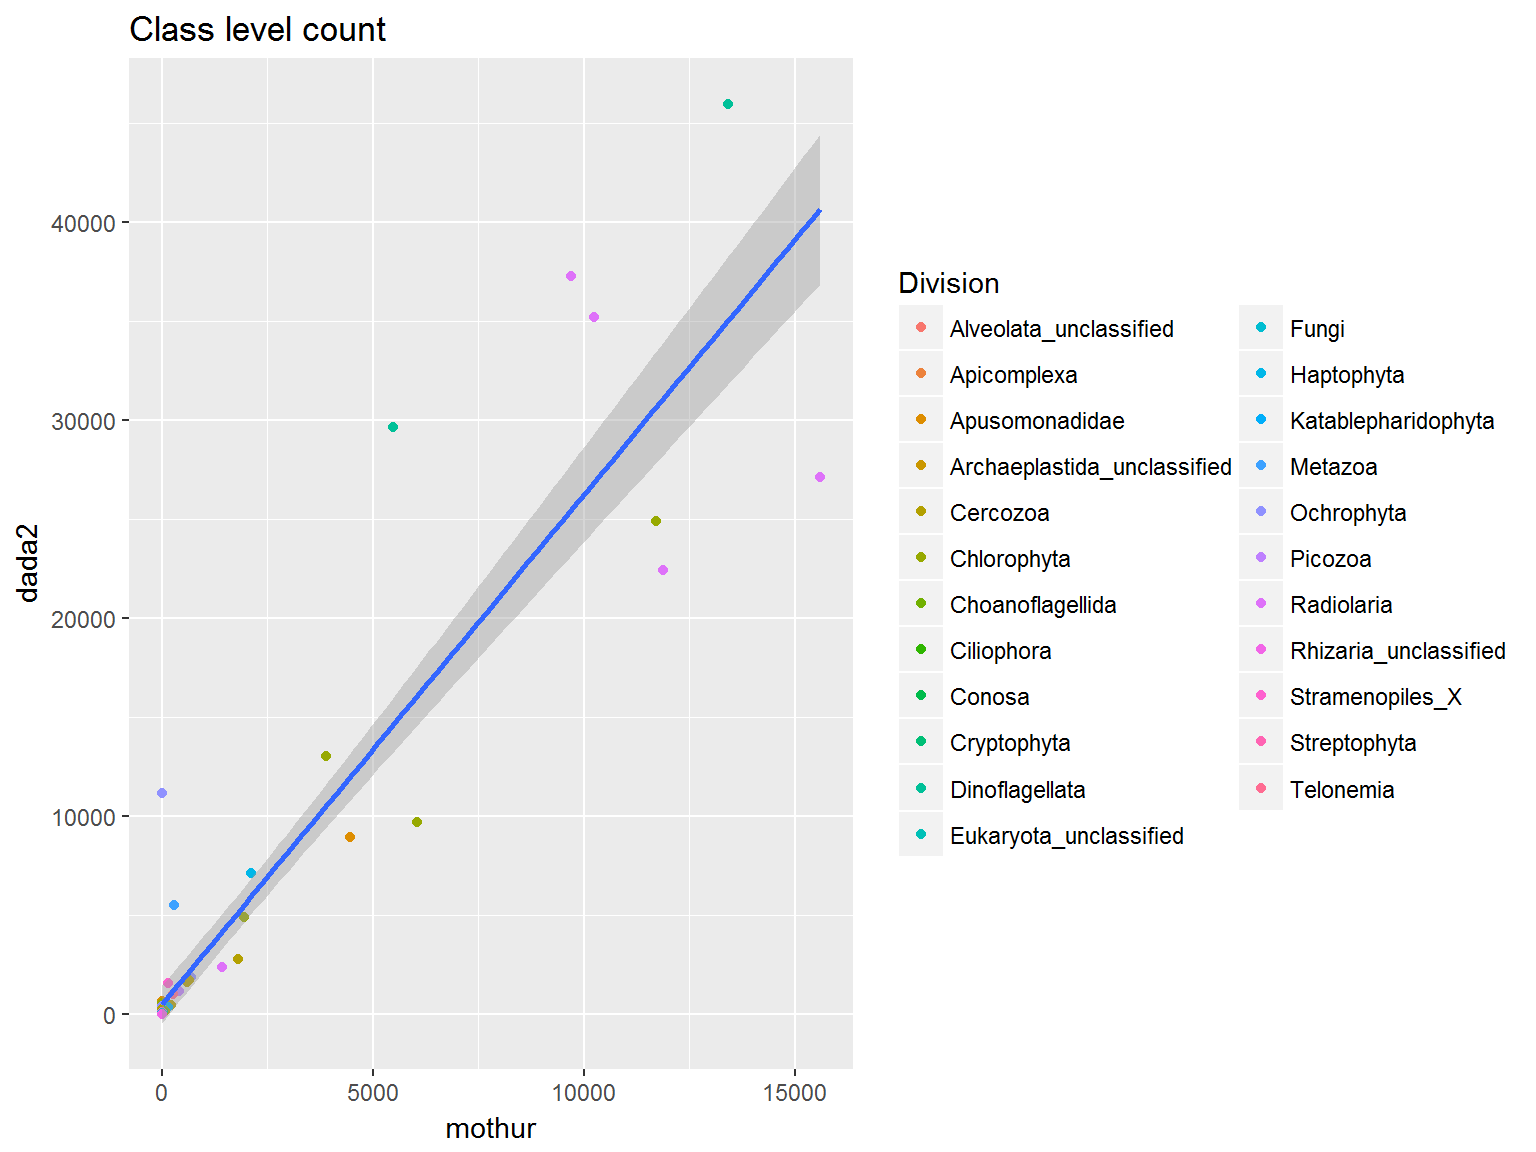 Class level count
40000
30000
20000
10000
0
dada2
0 5000 10000 15000
mothur
Division
Alveolata_unclassified
Apicomplexa
Apusomonadidae
Archaeplastida_unclassified
Cercozoa
Chlorophyta
Choanoflagellida
Ciliophora
Conosa
Cryptophyta
Dinoflagellata
Eukaryota_unclassified
Fungi
Haptophyta
Katablepharidophyta
Metazoa
Ochrophyta
Picozoa
Radiolaria
Rhizaria_unclassified
Stramenopiles_X
Streptophyta
Telonemia